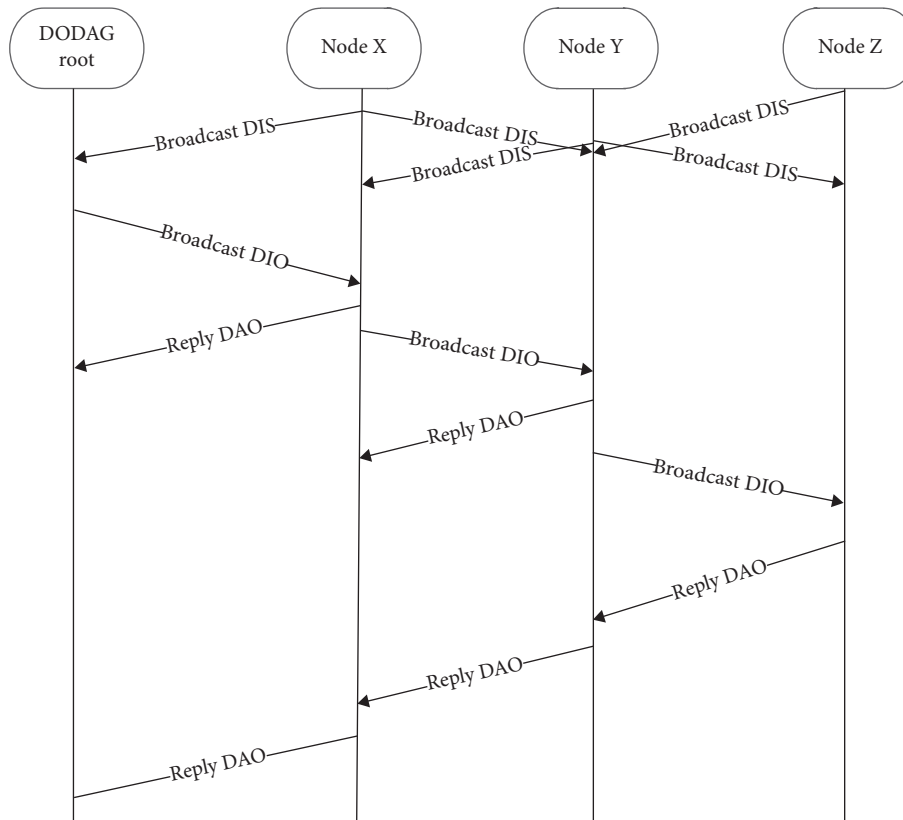 DODAG
root
Node X
Node Y
Node Z
Broadcast DIS
Broadcast DIS
Broadcast DIS
Broadcast DIS
Broadcast DIS
Broadcast DIO
Reply DAO
Broadcast DIO
Reply DAO
Broadcast DIO
Reply DAO
Reply DAO
Reply DAO